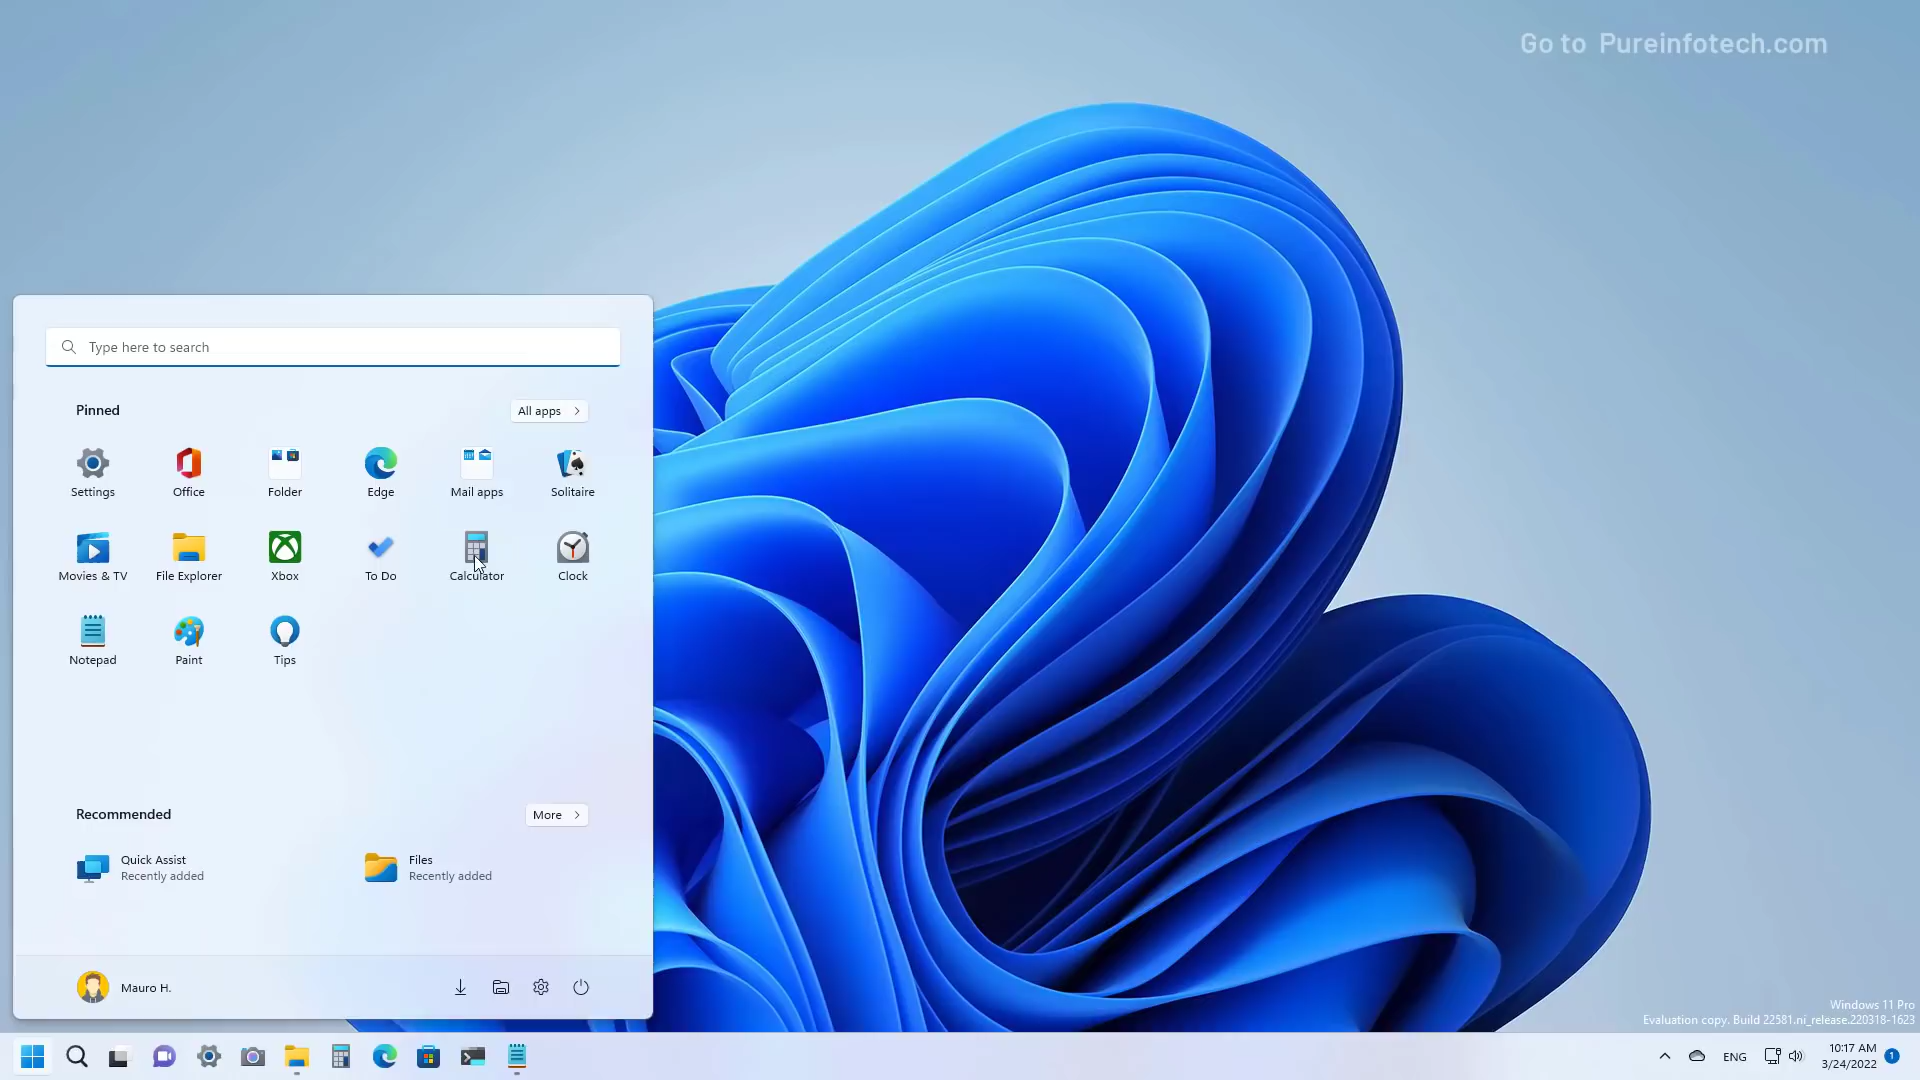 Go to Pureinfotech.com
Type here to search
Pinned
All apps
Settings
Office
Folder
Edge
Mail apps
Solitaire
Movies & TV
File Explorer
Xbox
To Do
Calculator
Clock
Notepad
Paint
Tips
Recommended
More
Quick Assist
Recently added
Files
Recently added
Mauro H.
Windows 11 Pro
Evaluation copy. Build 22581.ni_release.220318-1623
ENG
10:17 AM
3/24/2022
1